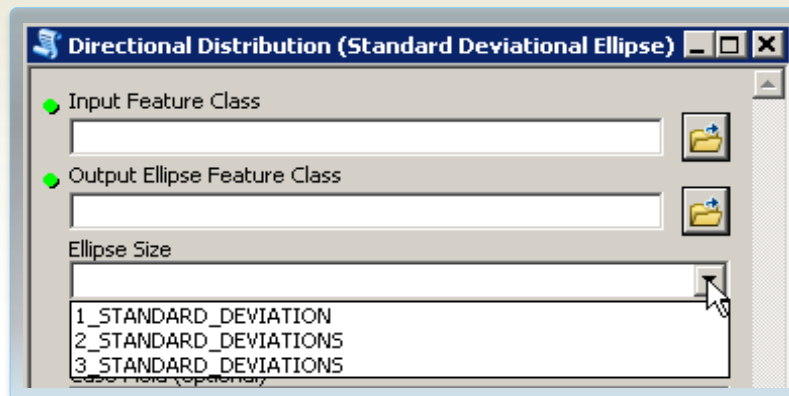 Directional Distribution (Standard Deviational Ellipse)
Input Feature Class
Output Ellipse Feature Class
Ellipse Size
1_STANDARD_DEVIATION
2_STANDARD_DEVIATIONS
3_STANDARD_DEVIATIONS